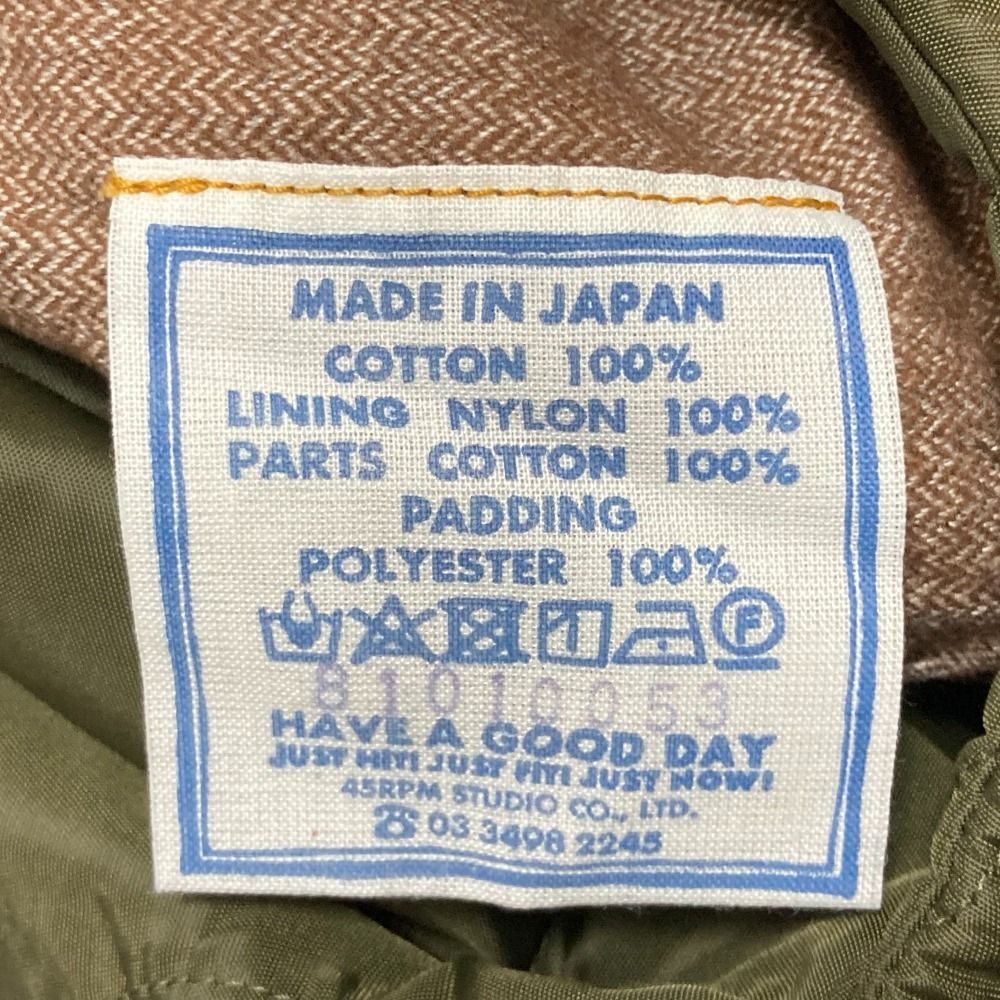 MADE IN JAPAN
COTTON 100%
LINING NYLON 100%
PARTS COTTON 100%
PADDING
POLYESTER 100%
F
81010053
HAVE A GOOD DAY
JUST HIT! JUST FIT! JUST NOW!
45RPM STUDIO CO., LTD.
☎ 03 3498 2245